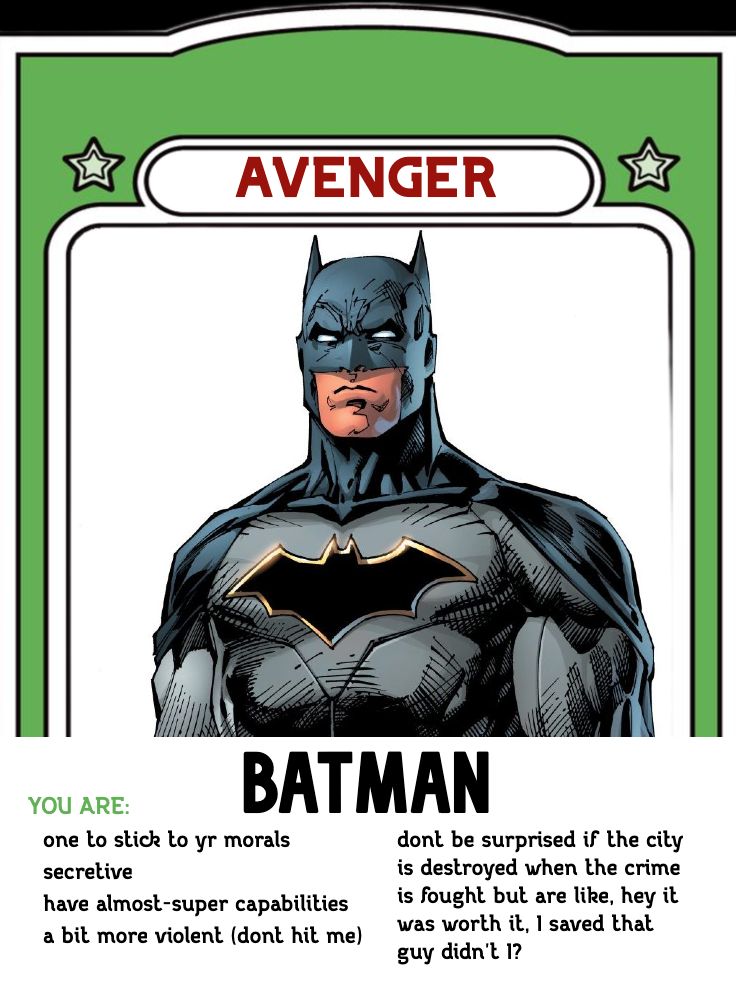 AVENGER
BATMAN
YOU ARE:
one to stick to yr morals
secretive
have almost-super capabilities
a bit more violent (dont hit me)
dont be surprised if the city
is destroyed when the crime
is fought but are like, hey it
was worth it, I saved that
guy didn't I?